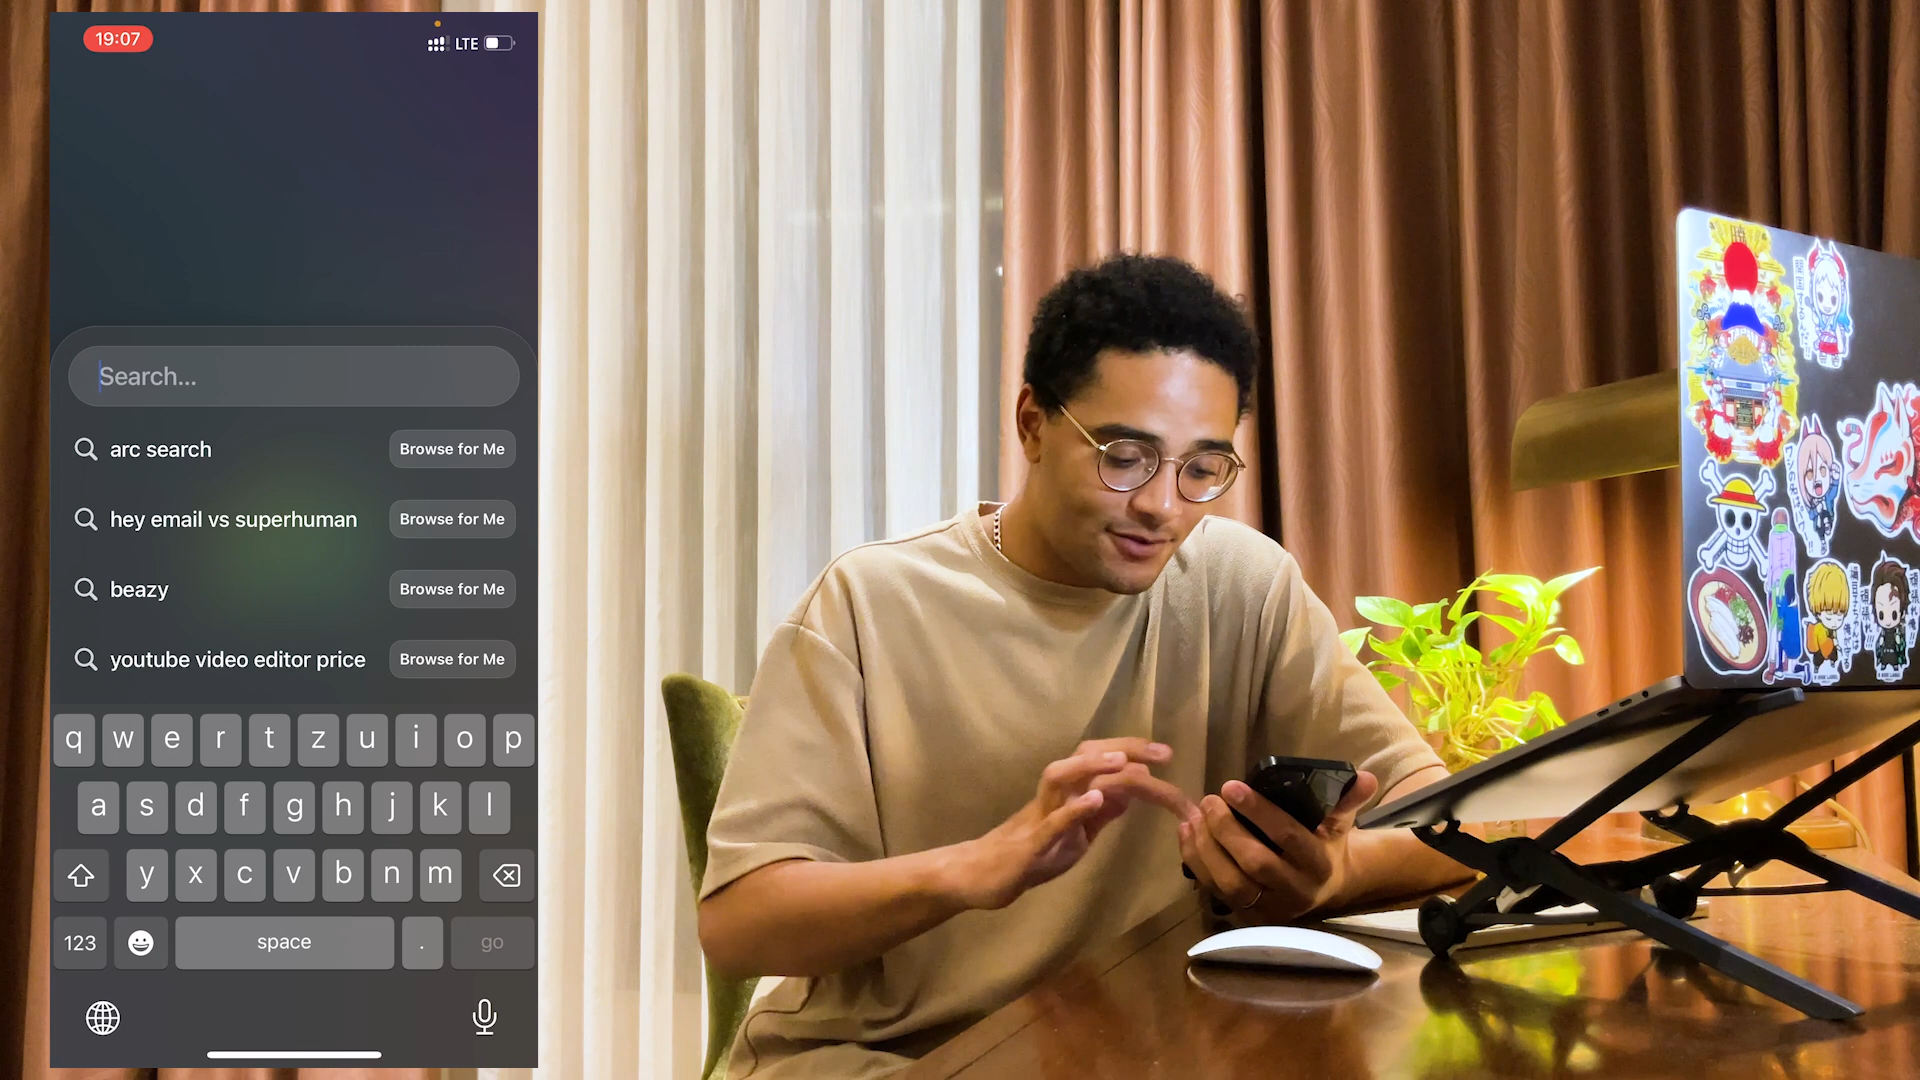 19:07
LTE
Search...
arc search
Browse for Me
hey email vs superhuman
Browse for Me
beazy
Browse for Me
youtube video editor price
Browse for Me
q w e r t z u i o p
a s d f g h j k l
y x c v b n m
123
space
.
go